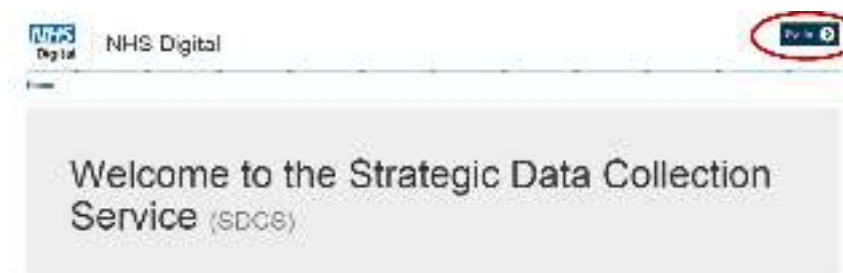 NHS
Digital
NHS Digital
Welcome to the Strategic Data Collection
Service (SDCS)